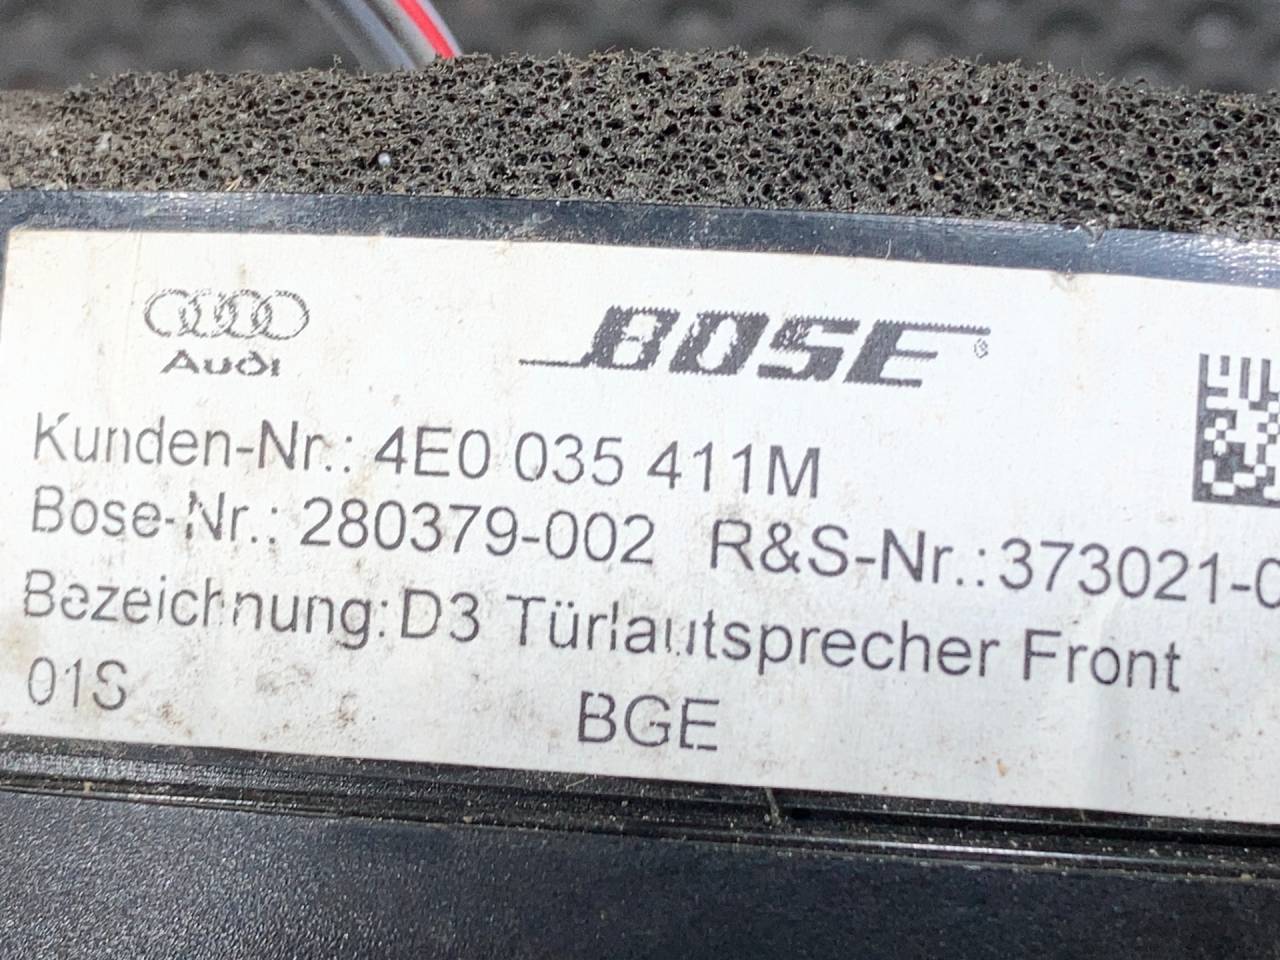 Audi
BOSE®
Kunden-Nr.: 4E0 035 411M
Bose-Nr.: 280379-002 R&S-Nr.:373021-0
Bezeichnung:D3 Türlautsprecher Front
01S BGE